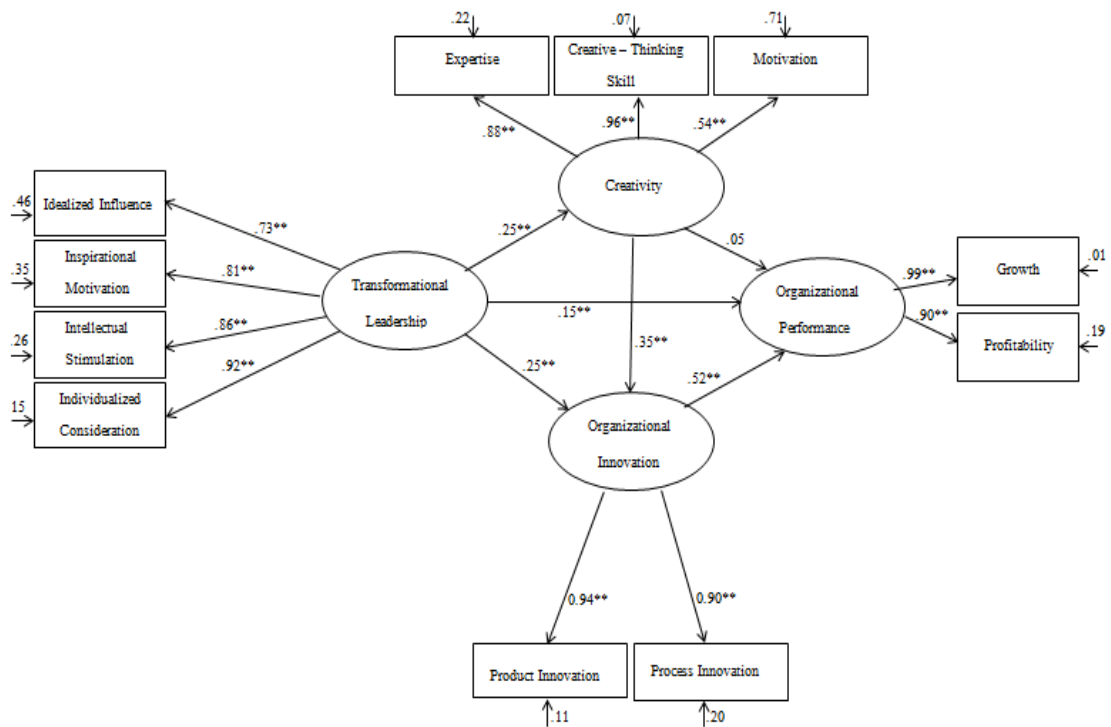 .22
.07
.71
Expertise
Creative – Thinking
Skill
Motivation
.88**
.96**
.54**
Creativity
.46
Idealized Influence
.73**
.25**
.05
.35
Inspirational
Motivation
.81**
Transformational
Leadership
.15**
Organizational
Performance
.99**
Growth
.01
.26
Intellectual
Stimulation
.86**
.35**
.90**
Profitability
.19
15
Individualized
Consideration
.92**
.25**
.52**
Organizational
Innovation
0.94**
0.90**
Product Innovation
Process Innovation
.11
.20